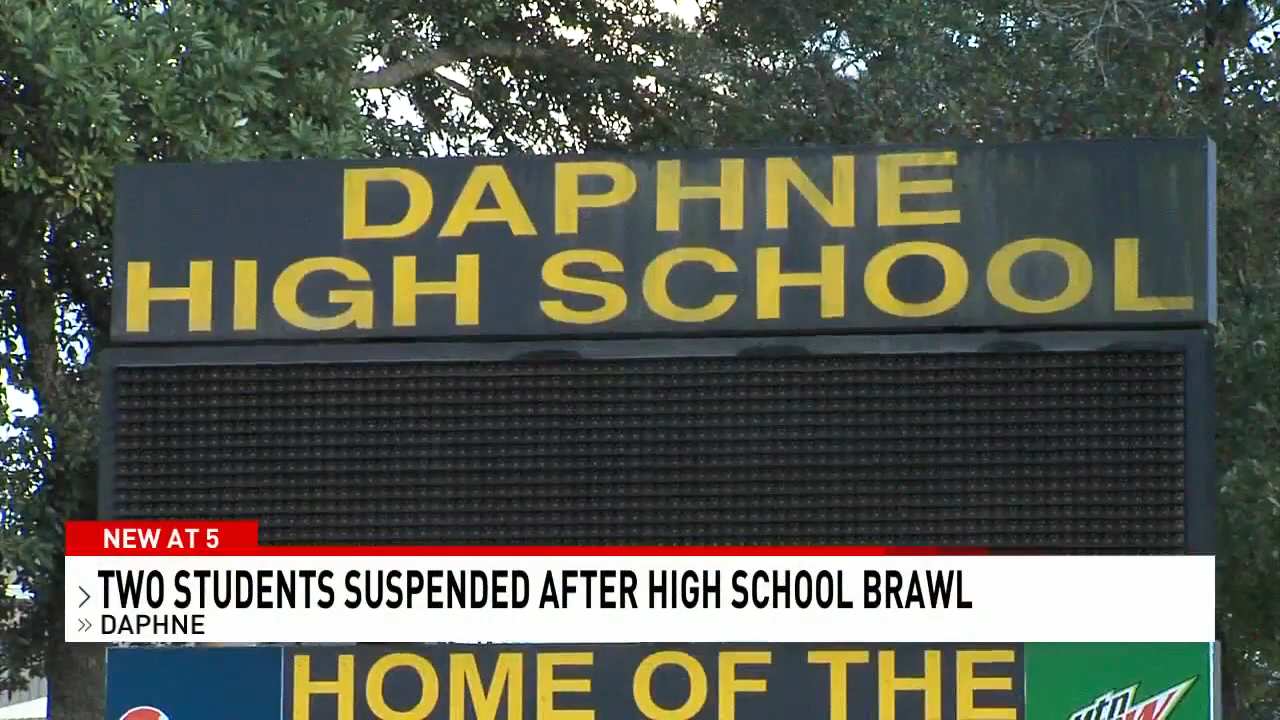 DAPHNE
HIGH SCHOOL
NEW AT 5
TWO STUDENTS SUSPENDED AFTER HIGH SCHOOL BRAWL
DAPHNE
HOME OF THE